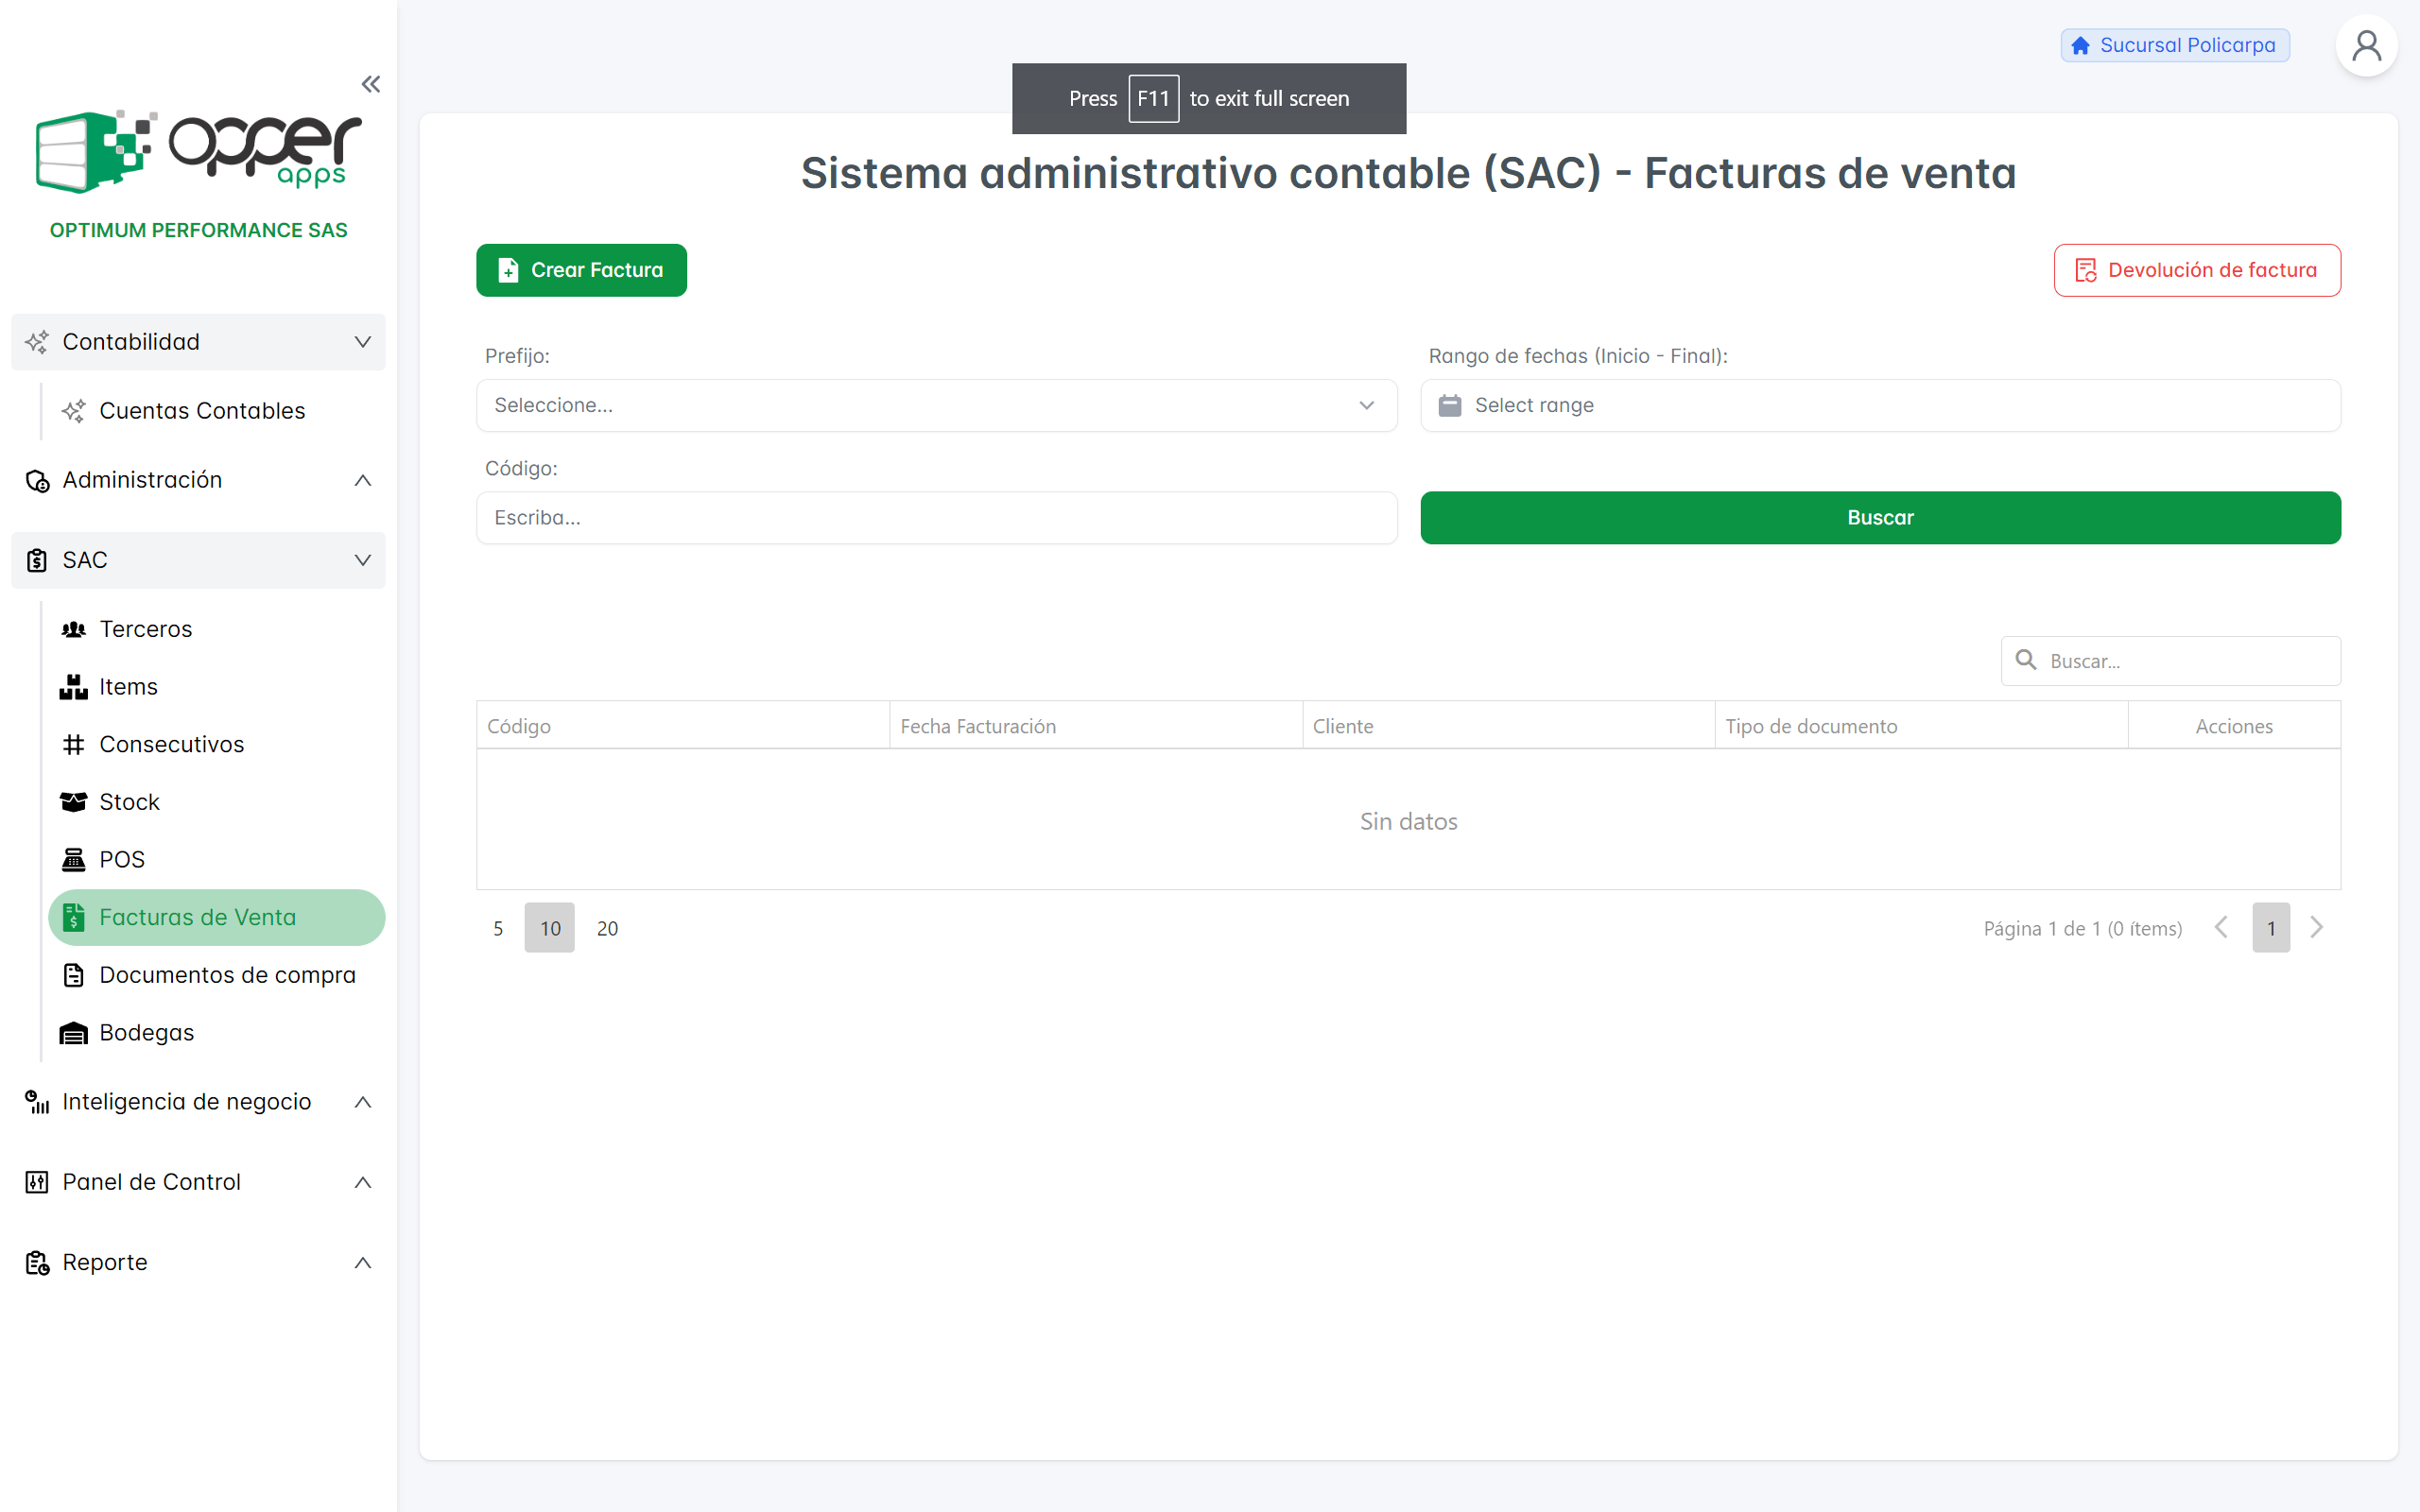 Sucursal Policarpa
Press F11 to exit full screen
opper
apps
OPTIMUM PERFORMANCE SAS
Contabilidad
Cuentas Contables
Administración
SAC
Terceros
Items
Consecutivos
Stock
POS
Facturas de Venta
Documentos de compra
Bodegas
Inteligencia de negocio
Panel de Control
Reporte
Sistema administrativo contable (SAC) - Facturas de venta
Crear Factura
Devolución de factura
Prefijo:
Rango de fechas (Inicio - Final):
Seleccione...
Select range
Código:
Escriba...
Buscar
Buscar...
Código Fecha Facturación Cliente Tipo de documento Acciones
Sin datos
5 10 20
Página 1 de 1 (0 ítems) 1